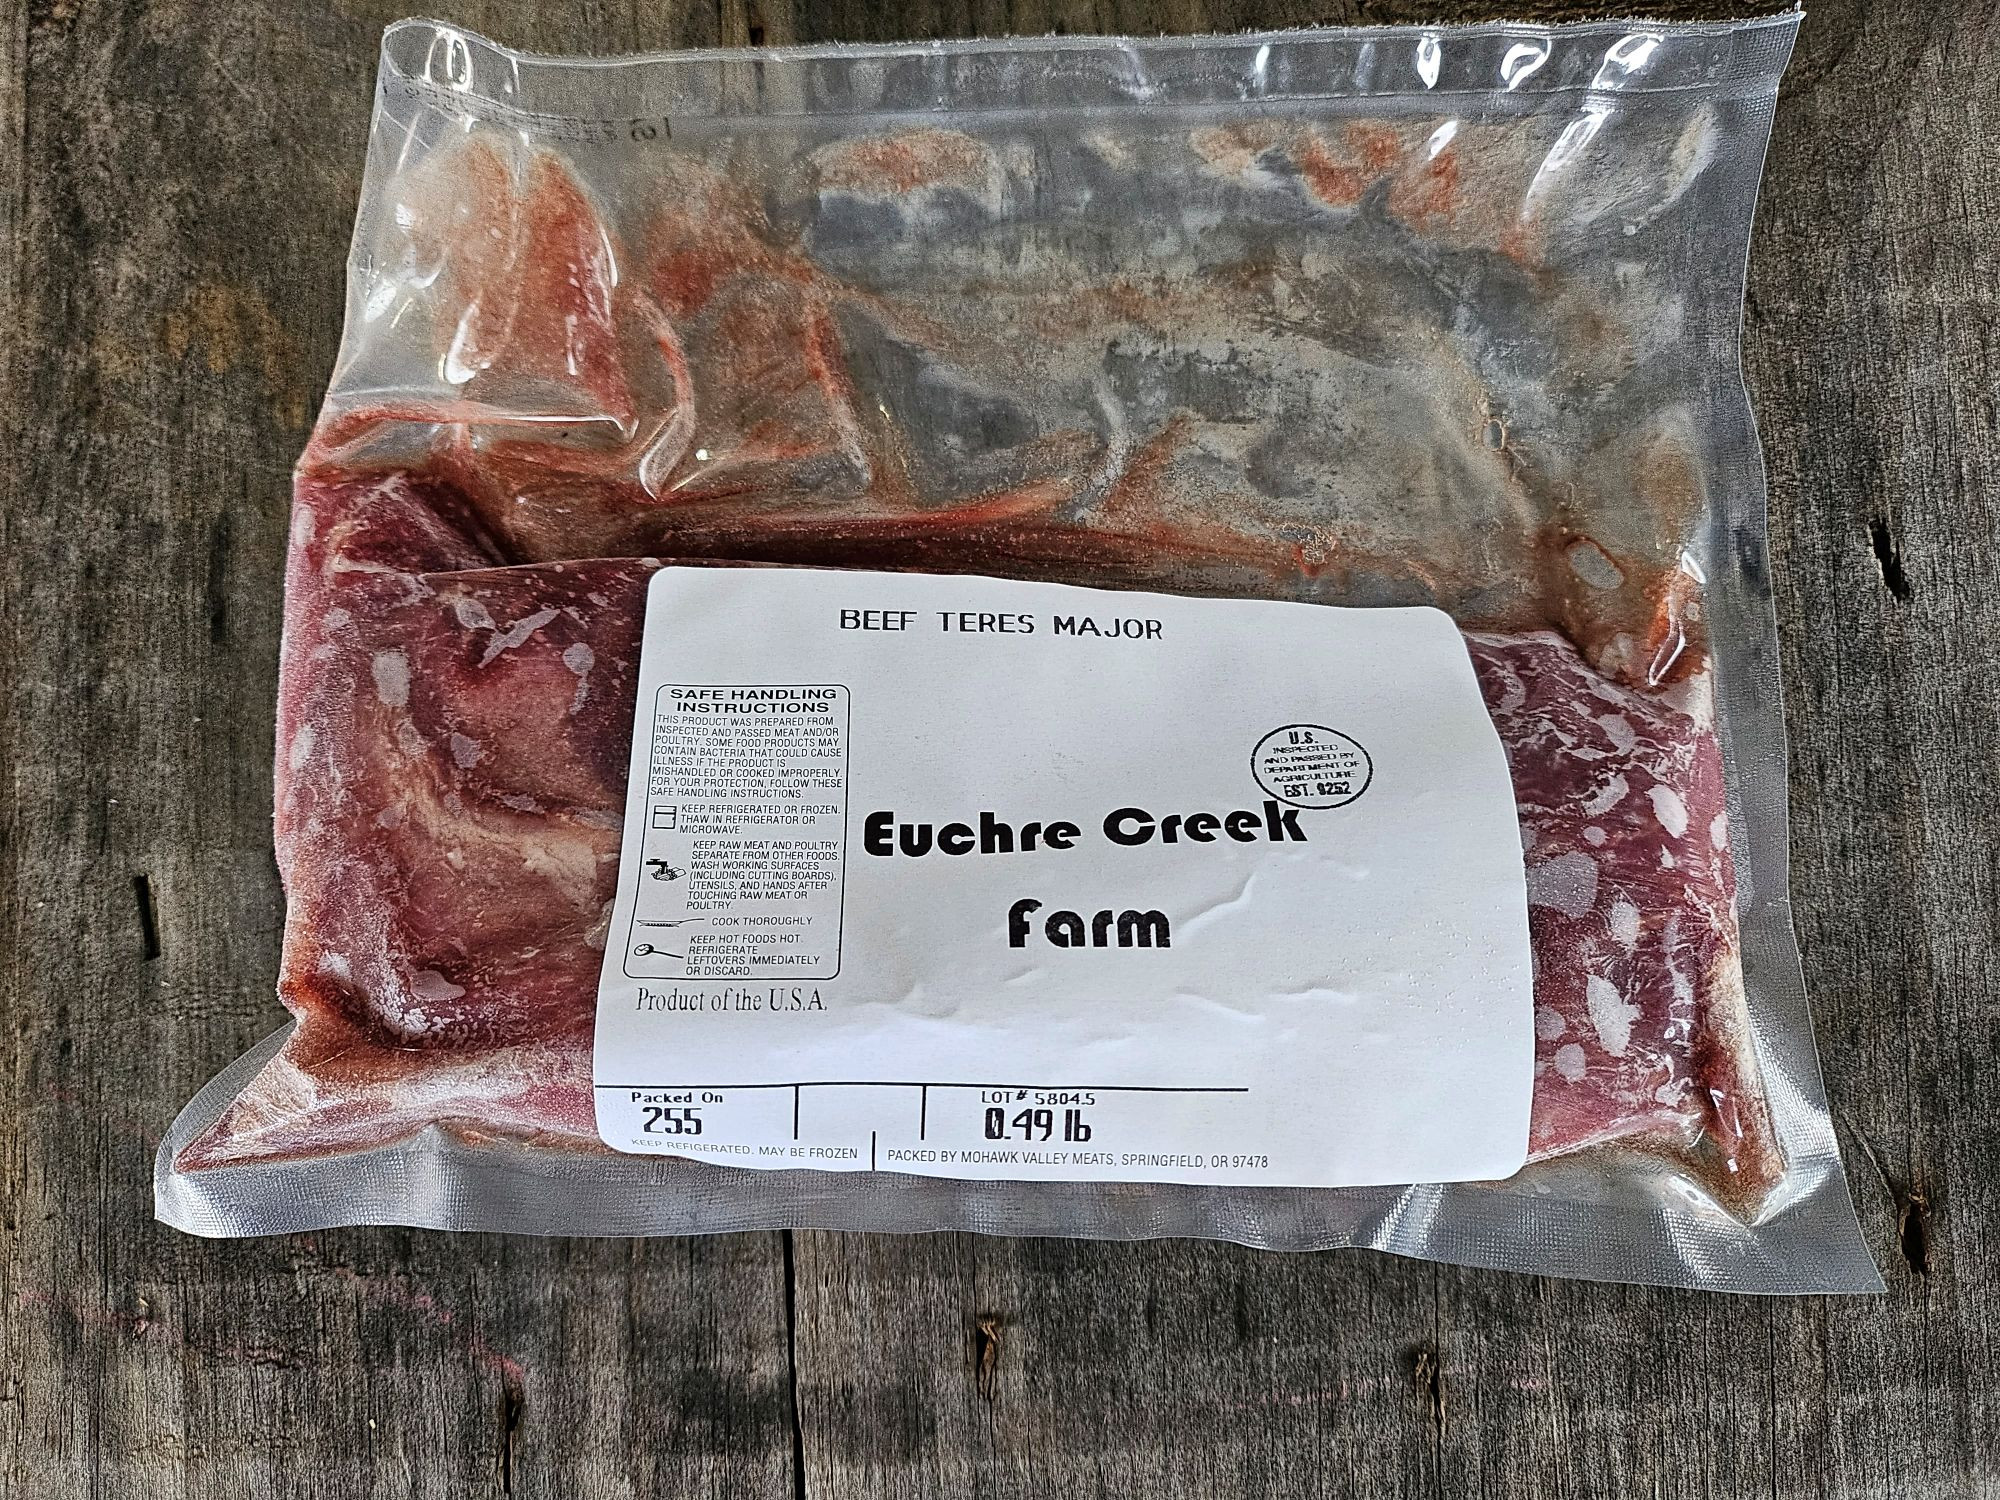 BEEF TERES MAJOR
SAFE HANDLING
INSTRUCTIONS
THIS PRODUCT WAS PREPARED FROM
INSPECTED AND PASSED MEAT AND/OR
POULTRY. SOME FOOD PRODUCTS MAY
CONTAIN BACTERIA THAT COULD CAUSE
ILLNESS IF THE PRODUCT IS
MISHANDLED OR COOKED IMPROPERLY.
FOR YOUR PROTECTION, FOLLOW THESE
SAFE HANDLING INSTRUCTIONS.
KEEP REFRIGERATED OR FROZEN.
THAW IN REFRIGERATOR OR
MICROWAVE.
KEEP RAW MEAT AND POULTRY
SEPARATE FROM OTHER FOODS.
WASH WORKING SURFACES
(INCLUDING CUTTING BOARDS),
UTENSILS, AND HANDS AFTER
TOUCHING RAW MEAT OR
POULTRY.
COOK THOROUGHLY
KEEP HOT FOODS HOT.
REFRIGERATE
LEFTOVERS IMMEDIATELY
OR DISCARD.
Product of the U.S.A.
U.S.
INSPECTED
AND PASSED BY
DEPARTMENT OF
AGRICULTURE
EST. 9252
Euchre Creek
Farm
Packed On
255
LOT# 58045
0.49 lb
KEEP REFRIGERATED. MAY BE FROZEN
PACKED BY MOHAWK VALLEY MEATS, SPRINGFIELD, OR 97478